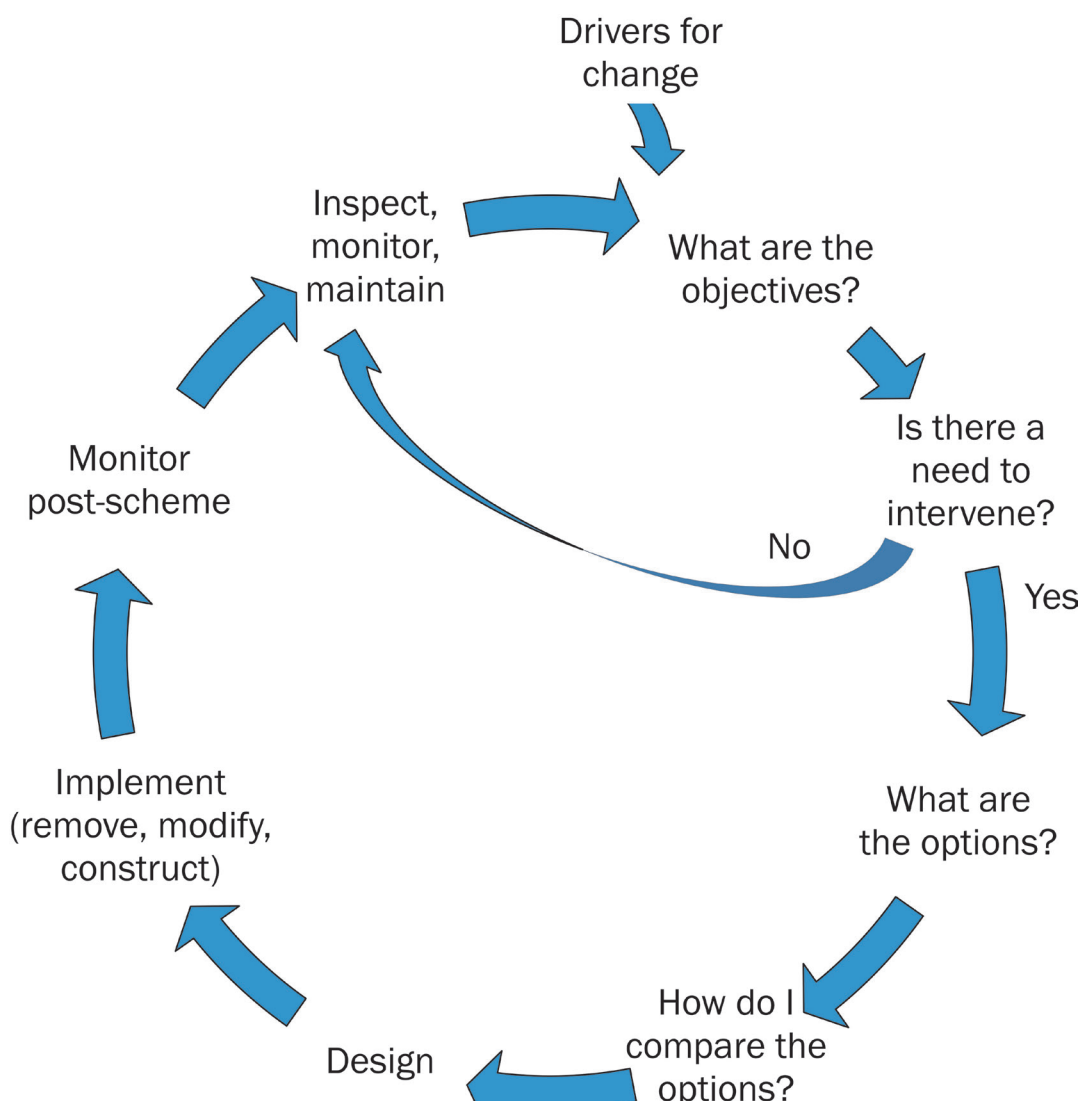 Drivers for
change
Inspect,
monitor,
maintain
What are the
objectives?
Is there a
need to
intervene?
No
Yes
What are
the options?
How do I
compare the
options?
Design
Implement
(remove, modify,
construct)
Monitor
post-scheme